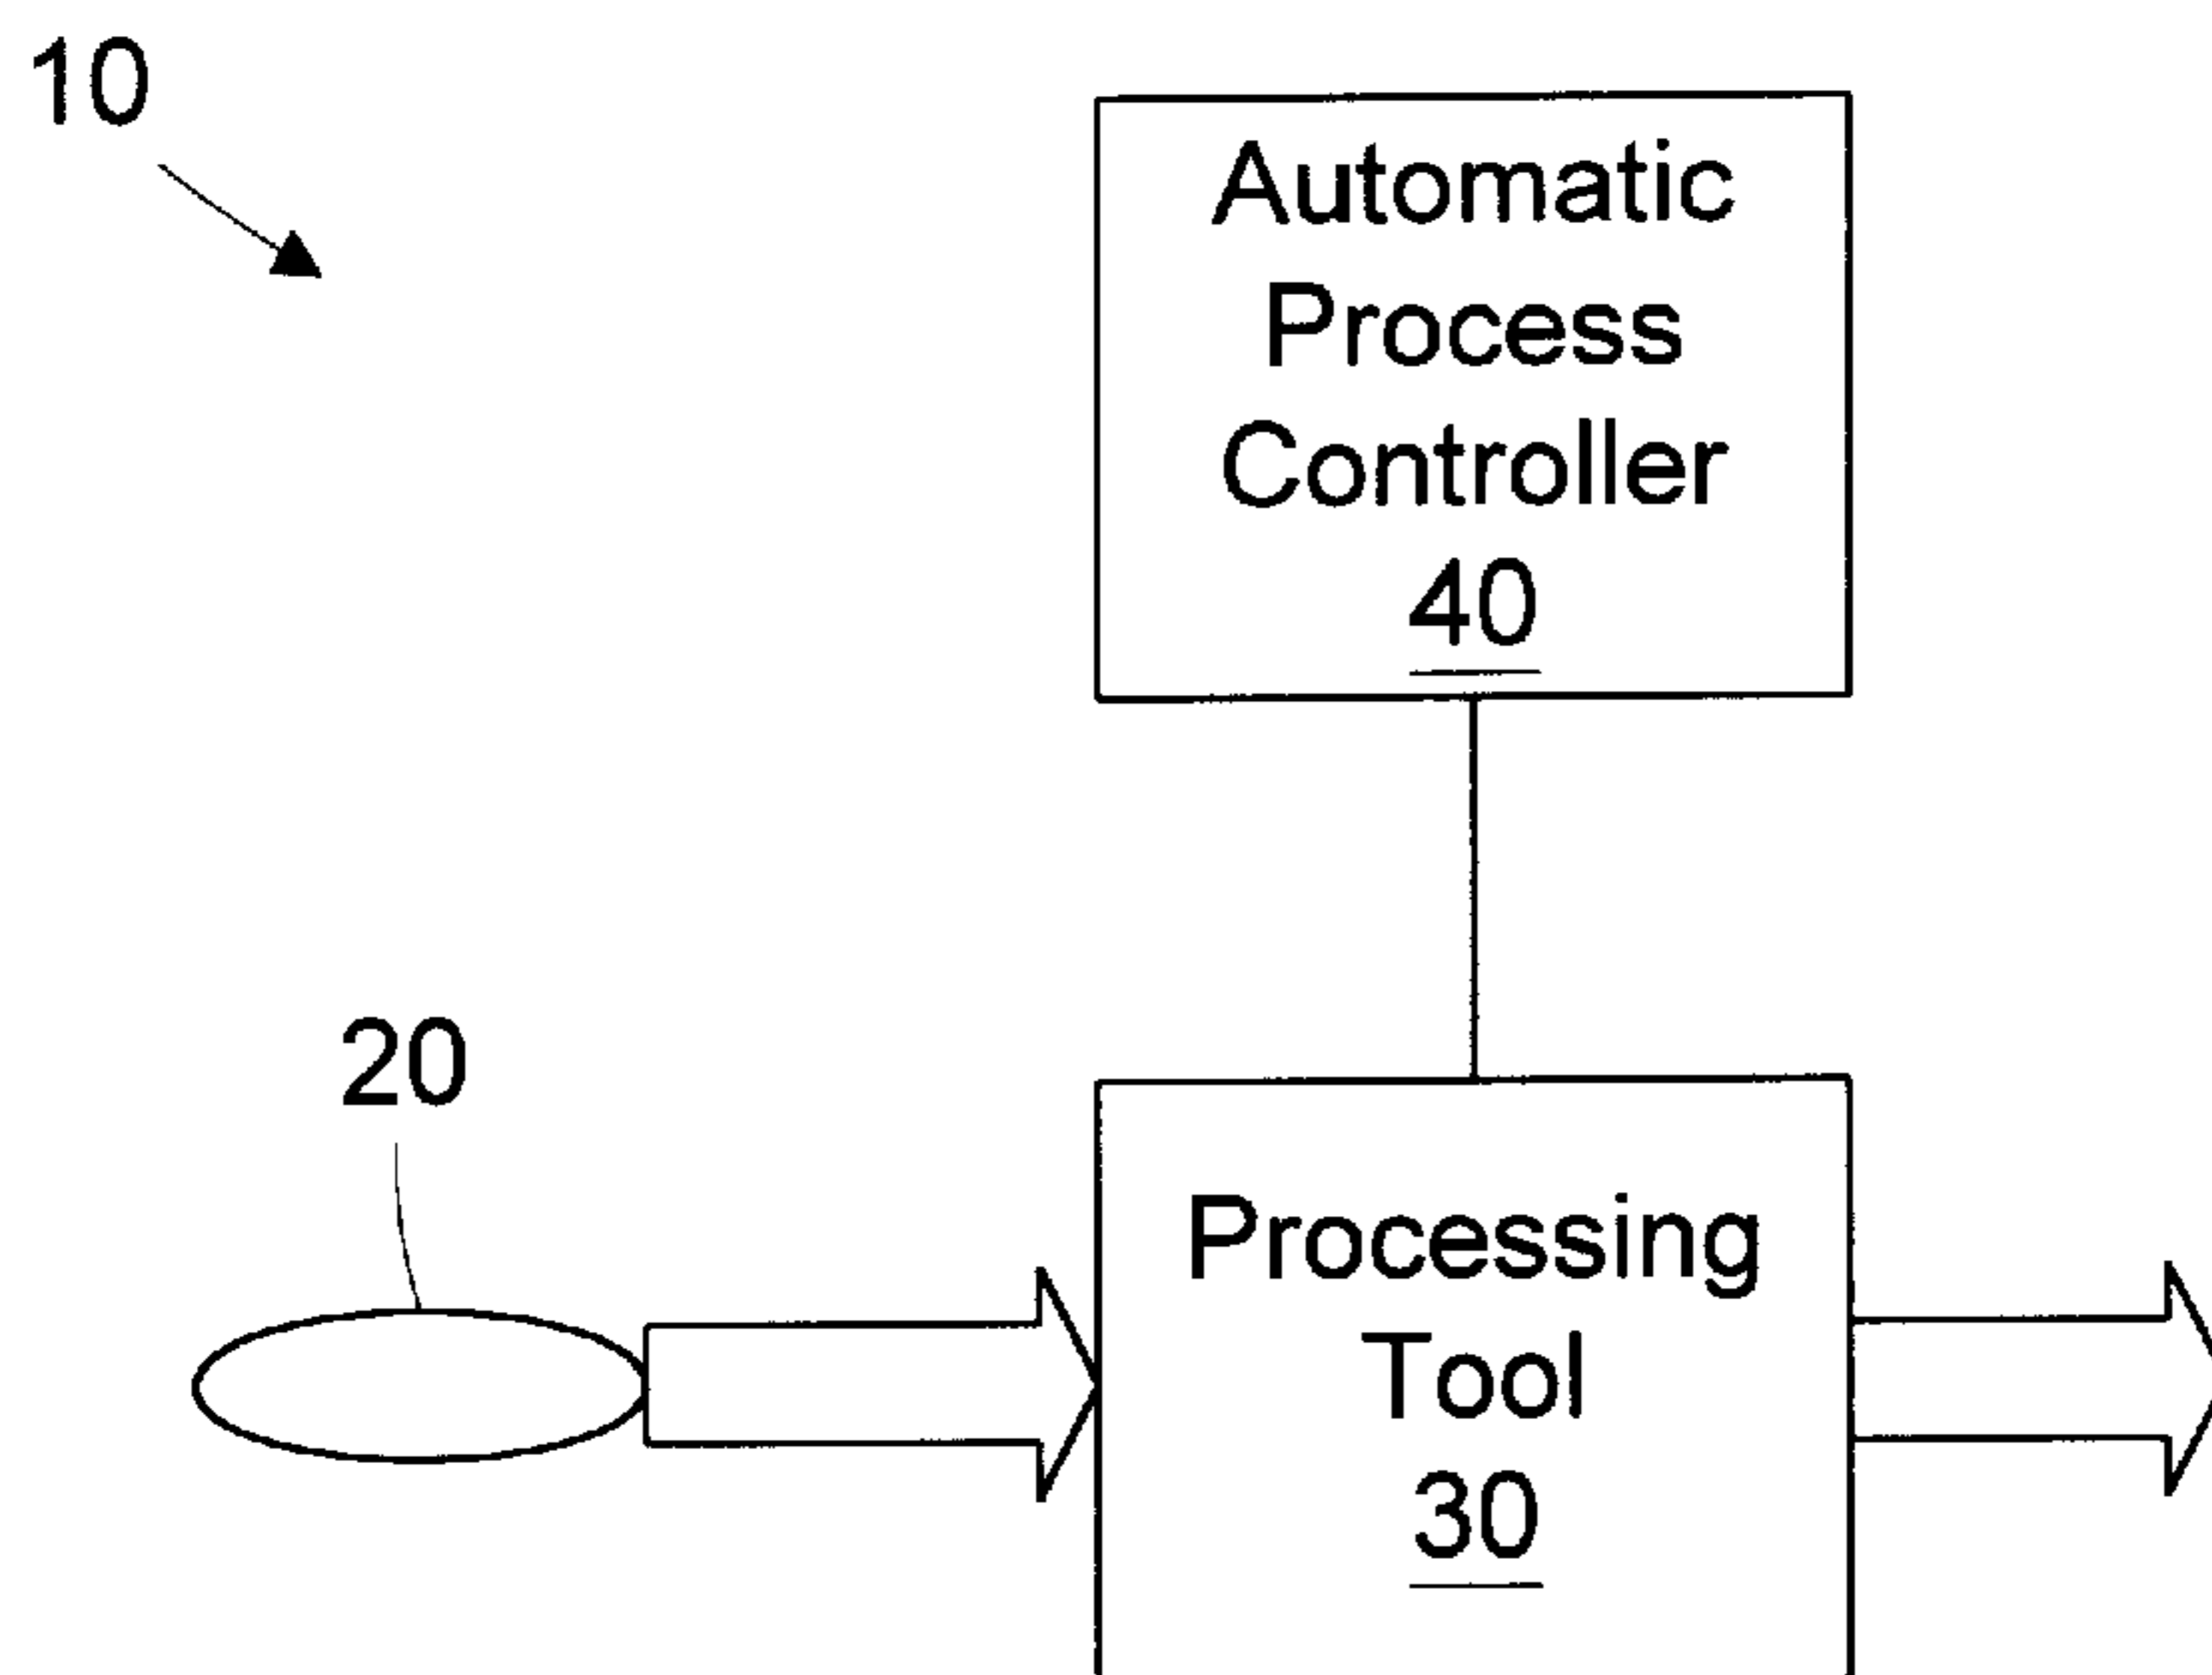 10
Automatic
Process
Controller
40
20
Processing
Tool
30